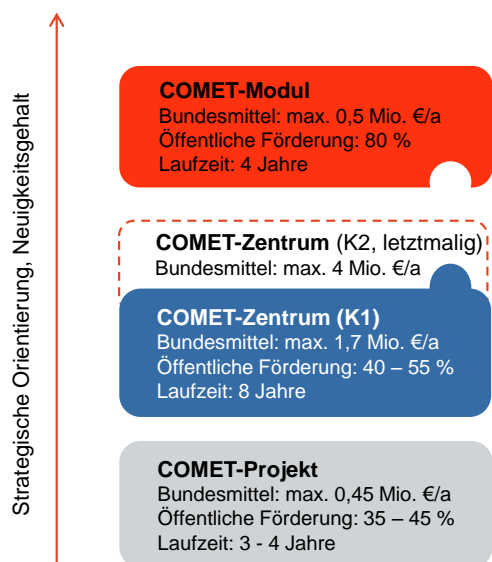 Strategische Orientierung, Neuigkeitsgehalt
COMET-Modul
Bundesmittel: max. 0,5 Mio. €/a
Öffentliche Förderung: 80 %
Laufzeit: 4 Jahre
COMET-Zentrum (K2, letztmalig)
Bundesmittel: max. 4 Mio. €/a
COMET-Zentrum (K1)
Bundesmittel: max. 1,7 Mio. €/a
Öffentliche Förderung: 40 – 55 %
Laufzeit: 8 Jahre
COMET-Projekt
Bundesmittel: max. 0,45 Mio. €/a
Öffentliche Förderung: 35 – 45 %
Laufzeit: 3 - 4 Jahre